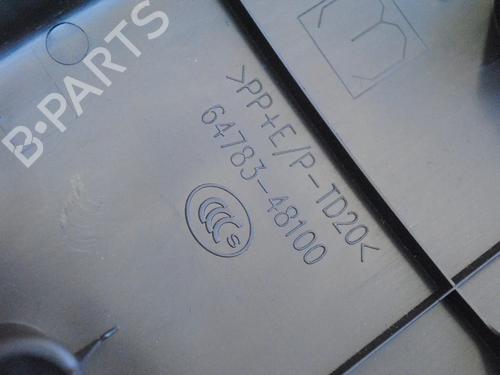 B-PARTS
>PP+E/P-TD20<
64783-48100
CCC S